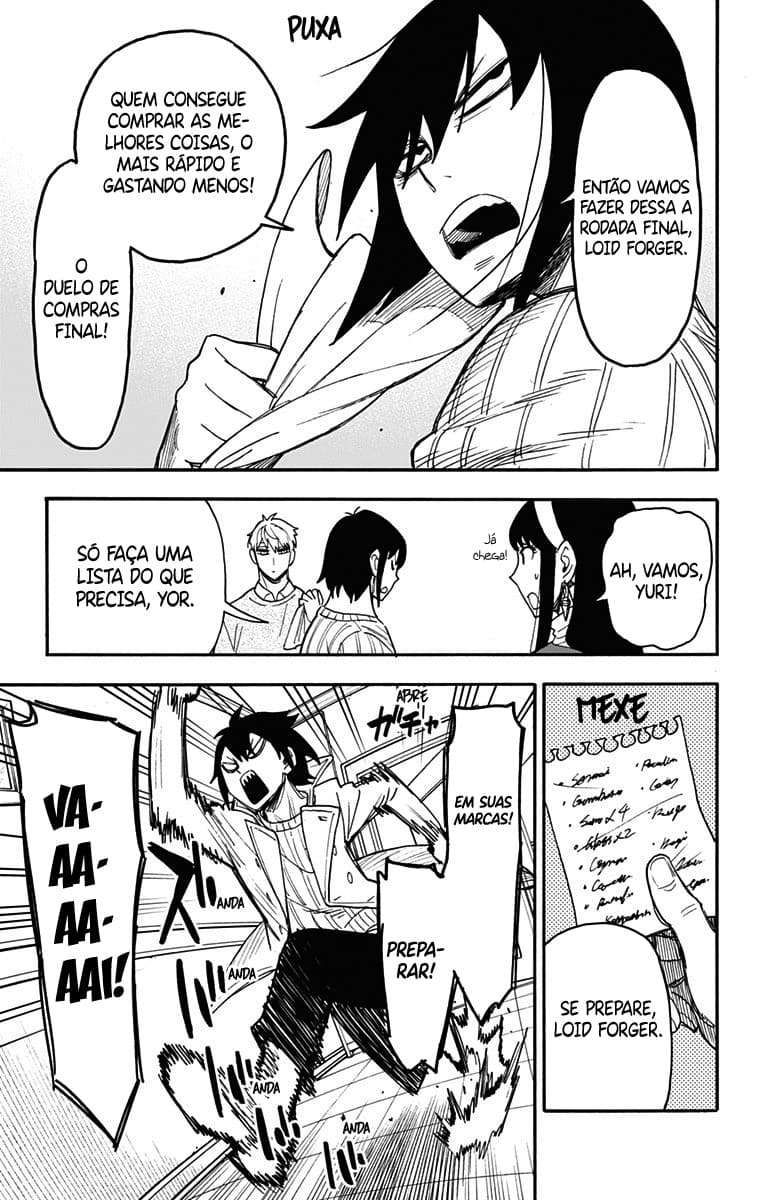 PUXA
ENTÃO VAMOS
FAZER DESSA A
RODADA FINAL,
LOID FORGER.
QUEM CONSEGUE
COMPRAR AS ME-
LHORES COISAS, O
MAIS RÁPIDO E
GASTANDO MENOS!
O
DUELO DE
COMPRAS
FINAL!
AH, VAMOS,
YURI!
Já
chega!
SÓ FAÇA UMA
LISTA DO QUE
PRECISA, YOR.
MEXE
SE PREPARE,
LOID FORGER.
ABRE
ガチャ
EM SUAS
MARCAS!
PREPA-
RAR!
ANDA
ANDA
ANDA
ANDA
ANDA
VA-
AA-
AA-
AAI!